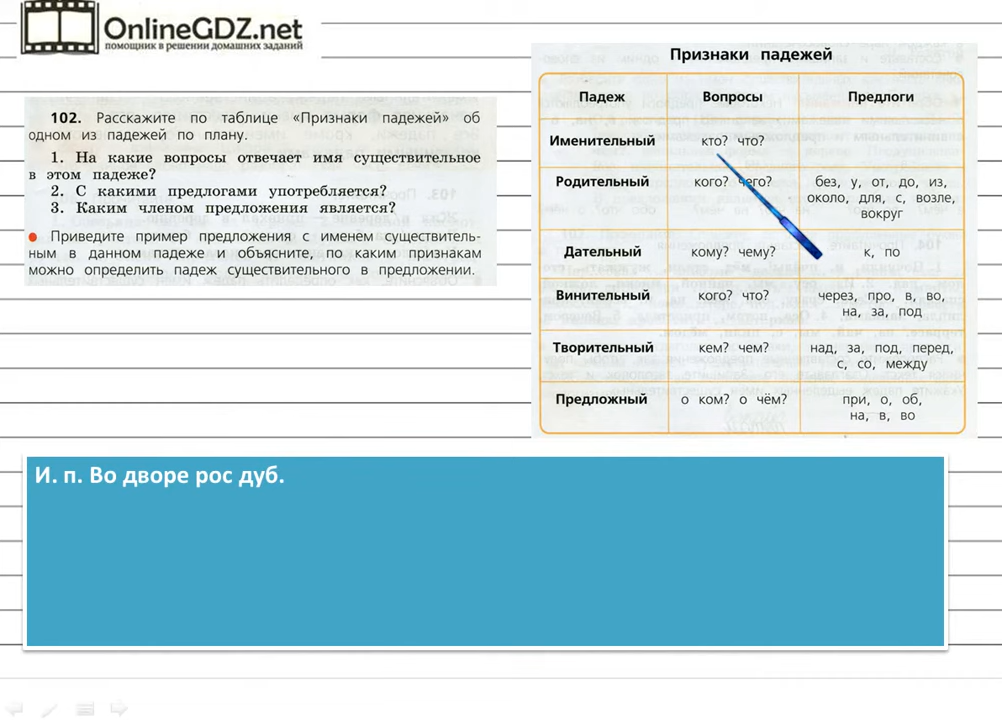 OnlineGDZ.net
помощник в решении домашних заданий
102. Расскажите по таблице «Признаки падежей» об
одном из падежей по плану.
1. На какие вопросы отвечает имя существительное
в этом падеже?
2. С какими предлогами употребляется?
3. Каким членом предложения является?
Приведите пример предложения с именем существитель-
ным в данном падеже и объясните, по каким признакам
можно определить падеж существительного в предложении.
Признаки падежей
Падеж Вопросы Предлоги
Именительный кто? что?
Родительный кого? чего? без, у, от, до, из,
около, для, с, возле,
вокруг
Дательный кому? чему? к, по
Винительный кого? что? через, про, в, во,
на, за, под
Творительный кем? чем? над, за, под, перед,
с, со, между
Предложный о ком? о чём? при, о, об,
на, в, во
И. п. Во дворе рос дуб.